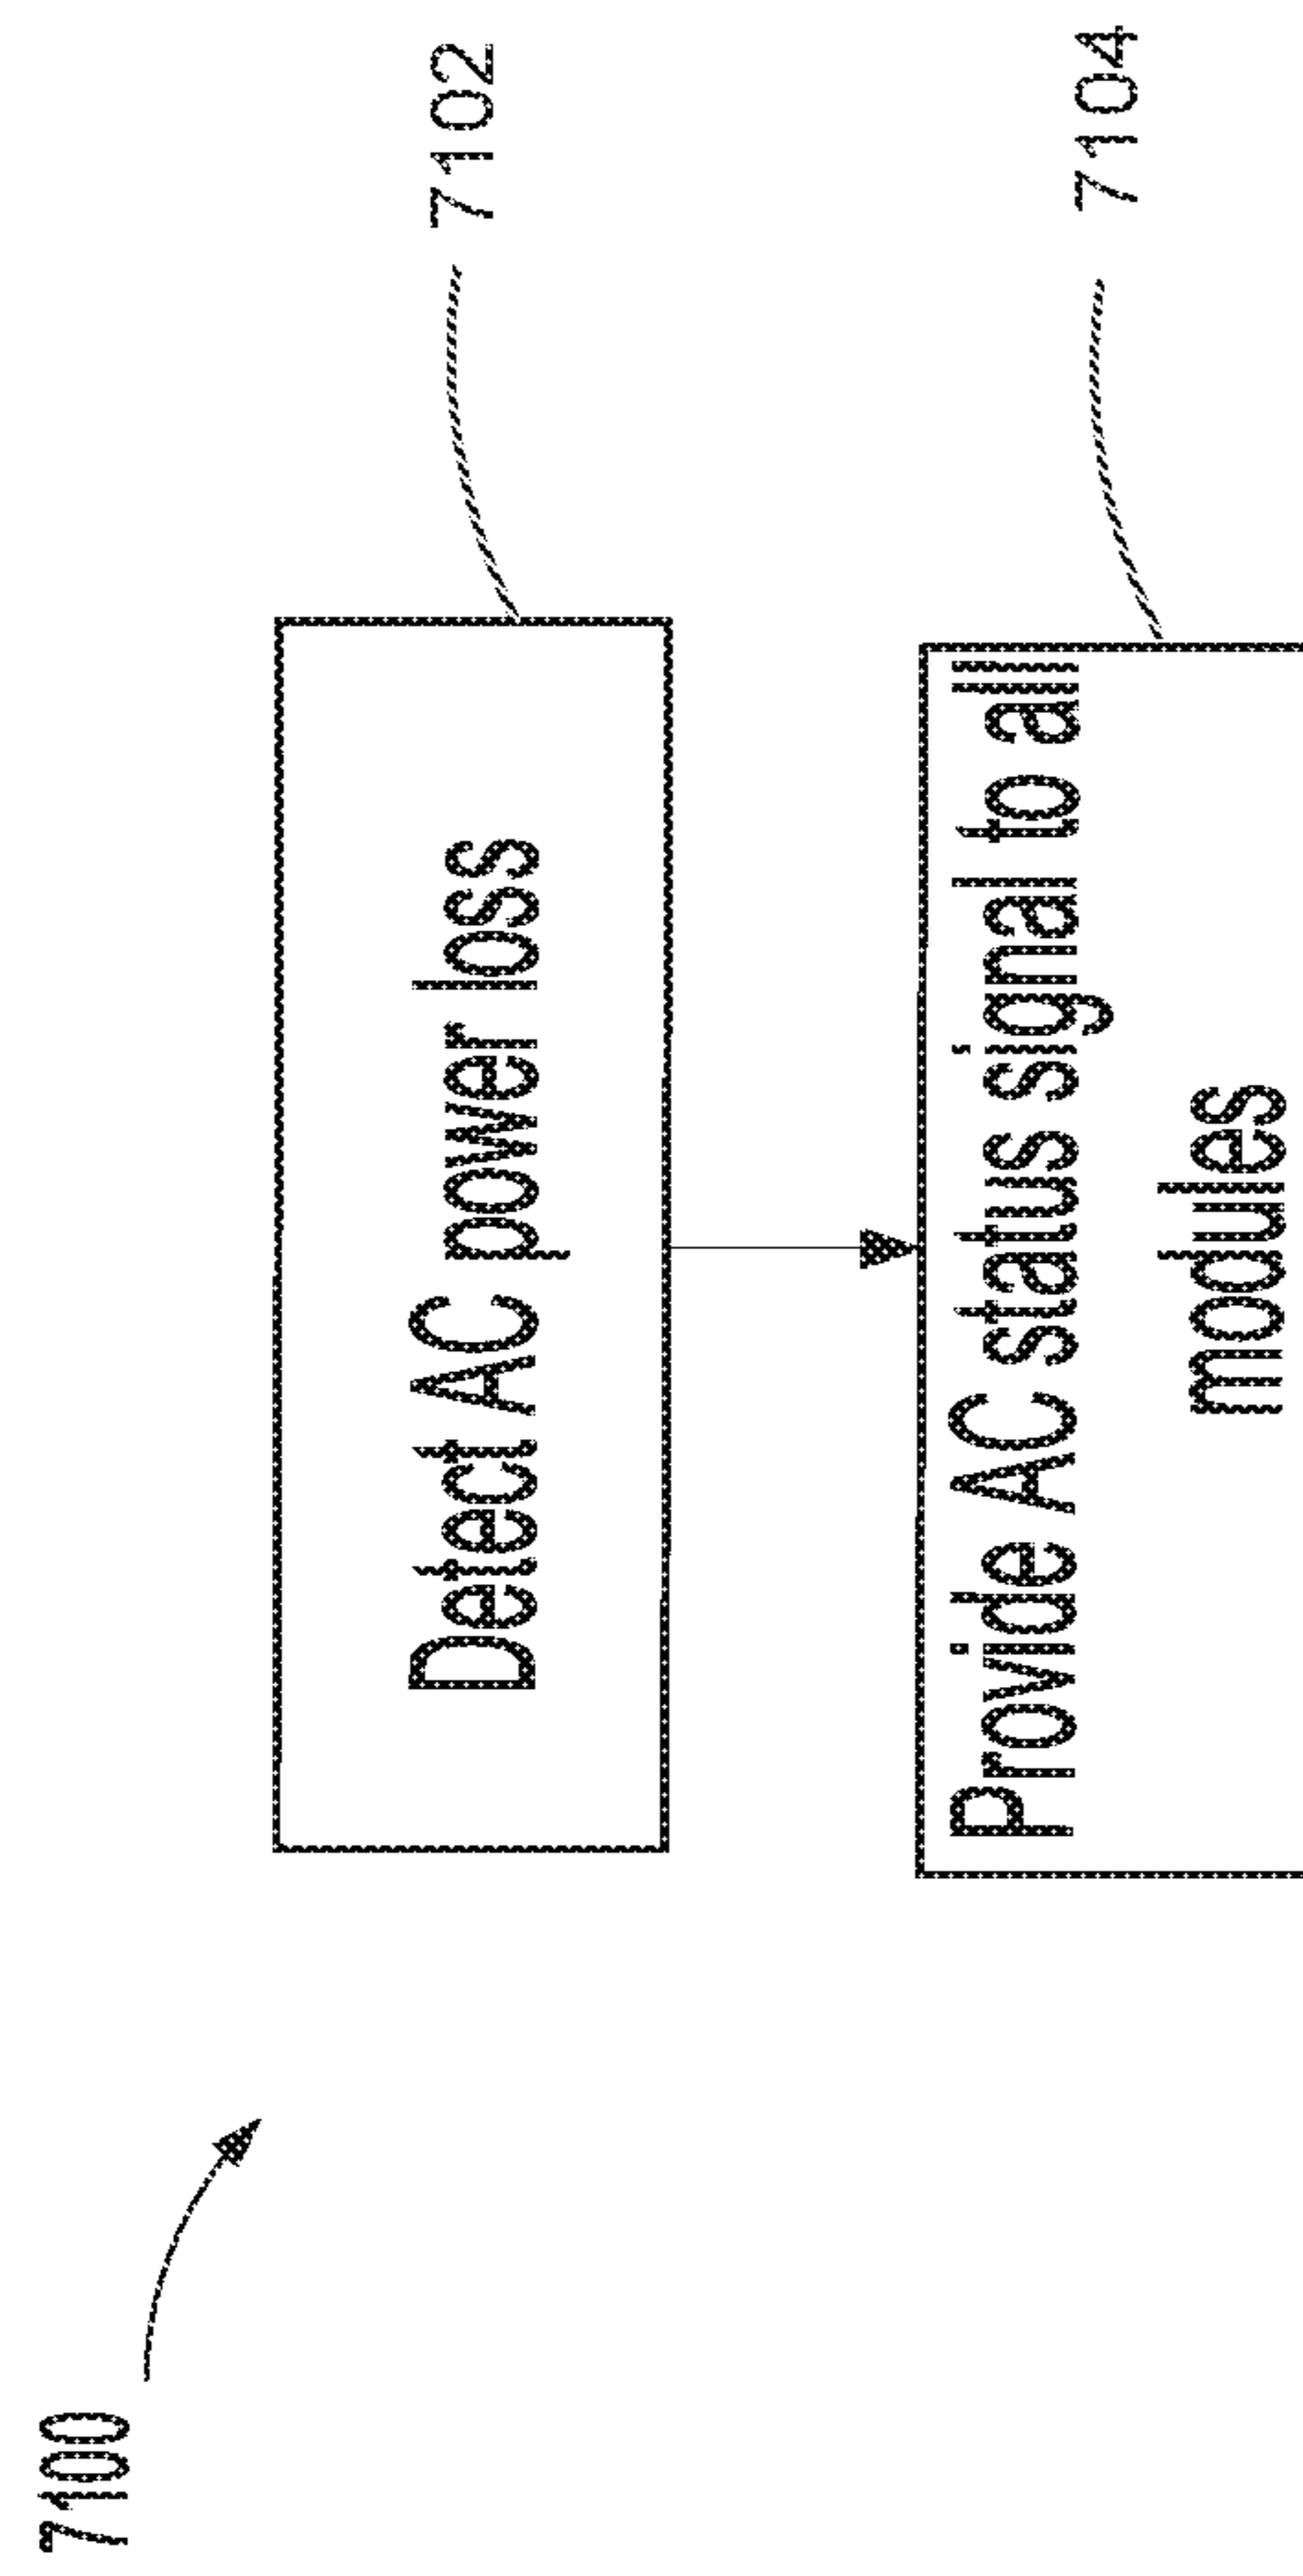 7100
Detect AC power loss
7102
Provide AC status signal to all
modules
7104